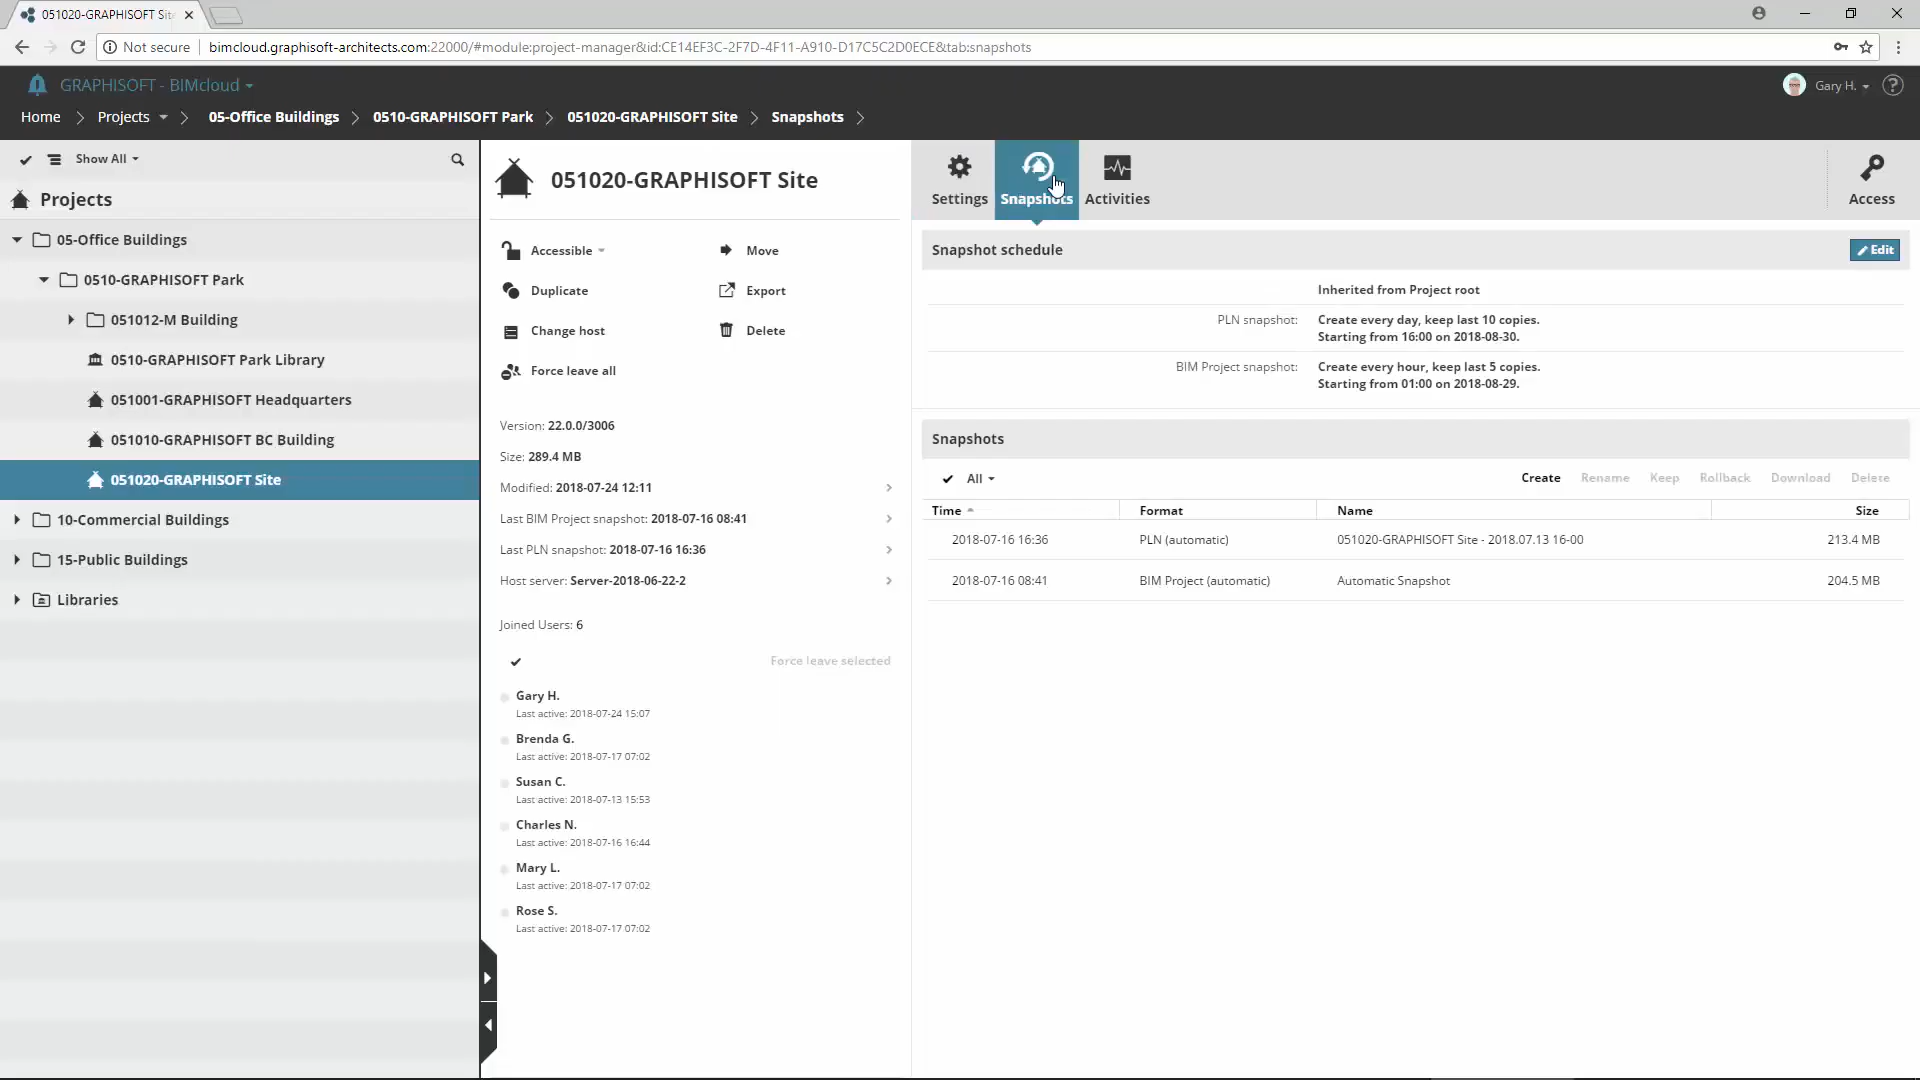 051020-GRAPHISOFT Sit
Not secure
bimcloud.graphisoft-architects.com:22000/#module:project-manager&id:CE14EF3C-2F7D-4F11-A910-D17C5C2D0ECE&tab:snapshots
GRAPHISOFT - BIMcloud
Gary H.
Home
Projects
05-Office Buildings
0510-GRAPHISOFT Park
051020-GRAPHISOFT Site
Snapshots
Show All
Projects
05-Office Buildings
0510-GRAPHISOFT Park
051012-M Building
0510-GRAPHISOFT Park Library
051001-GRAPHISOFT Headquarters
051010-GRAPHISOFT BC Building
051020-GRAPHISOFT Site
10-Commercial Buildings
15-Public Buildings
Libraries
051020-GRAPHISOFT Site
Accessible
Move
Duplicate
Export
Change host
Delete
Force leave all
Version: 22.0.0/3006
Size: 289.4 MB
Modified: 2018-07-24 12:11
Last BIM Project snapshot: 2018-07-16 08:41
Last PLN snapshot: 2018-07-16 16:36
Host server: Server-2018-06-22-2
Joined Users: 6
Force leave selected
Gary H.
Last active: 2018-07-24 15:07
Brenda G.
Last active: 2018-07-17 07:02
Susan C.
Last active: 2018-07-13 15:53
Charles N.
Last active: 2018-07-16 16:44
Mary L.
Last active: 2018-07-17 07:02
Rose S.
Last active: 2018-07-17 07:02
Settings
Snapshots
Activities
Access
Snapshot schedule
Edit
Inherited from Project root
PLN snapshot:
Create every day, keep last 10 copies.
Starting from 16:00 on 2018-08-30.
BIM Project snapshot:
Create every hour, keep last 5 copies.
Starting from 01:00 on 2018-08-29.
Snapshots
All
Create
Rename
Keep
Rollback
Download
Delete
Time
Format
Name
Size
2018-07-16 16:36
PLN (automatic)
051020-GRAPHISOFT Site - 2018.07.13 16-00
213.4 MB
2018-07-16 08:41
BIM Project (automatic)
Automatic Snapshot
204.5 MB